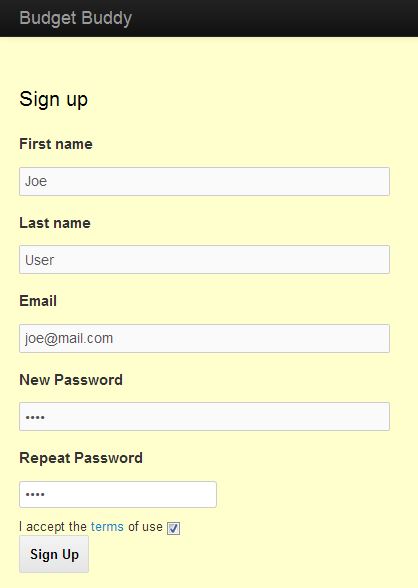 Budget Buddy
Sign up
First name
Joe
Last name
User
Email
joe@mail.com
New Password
••••
Repeat Password
••••
I accept the terms of use
Sign Up